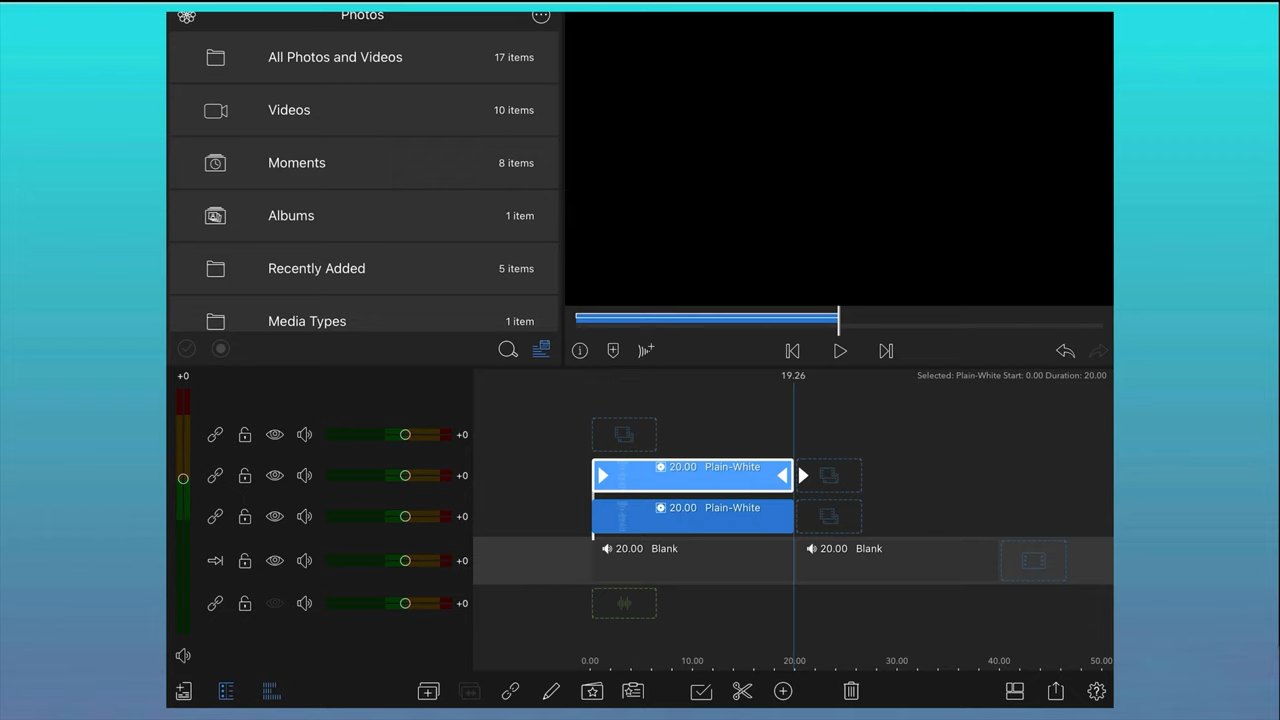 Photos
All Photos and Videos 17 items
Videos 10 items
Moments 8 items
Albums 1 item
Recently Added 5 items
Media Types 1 item
+0
19.26
Selected: Plain-White Start: 0.00 Duration: 20.00
+0
+0
20.00 Plain-White
+0
20.00 Plain-White
+0
20.00 Blank
20.00 Blank
+0
0.00 10.00 20.00 30.00 40.00 50.00